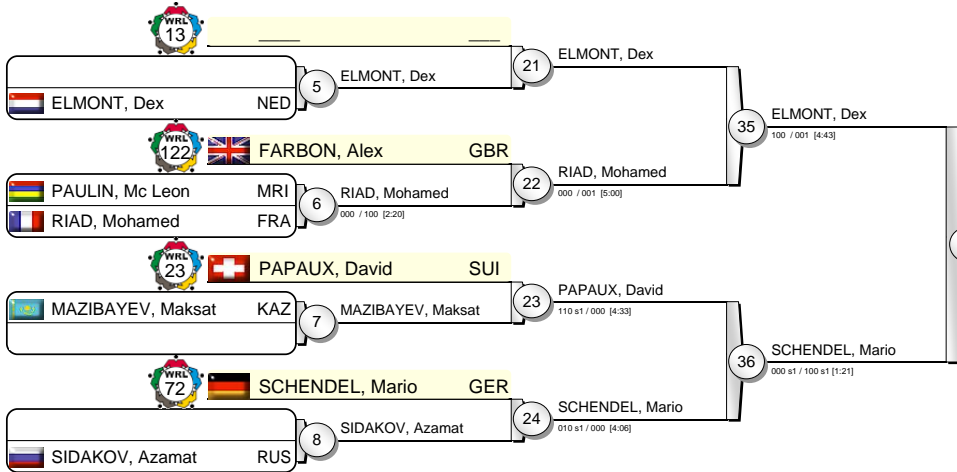 WRL
13 ____ ___
ELMONT, Dex NED
5 ELMONT, Dex
21 ELMONT, Dex
WRL
122 FARBON, Alex GBR
PAULIN, Mc Leon MRI
RIAD, Mohamed FRA
6 RIAD, Mohamed
000 / 100 [2:20]
22 RIAD, Mohamed
000 / 001 [5:00]
35 ELMONT, Dex
100 / 001 [4:43]
WRL
23 PAPAUX, David SUI
MAZIBAYEV, Maksat KAZ
7 MAZIBAYEV, Maksat
23 PAPAUX, David
110 s1 / 000 [4:33]
WRL
72 SCHENDEL, Mario GER
SIDAKOV, Azamat RUS
8 SIDAKOV, Azamat
24 SCHENDEL, Mario
010 s1 / 000 [4:06]
36 SCHENDEL, Mario
000 s1 / 100 s1 [1:21]